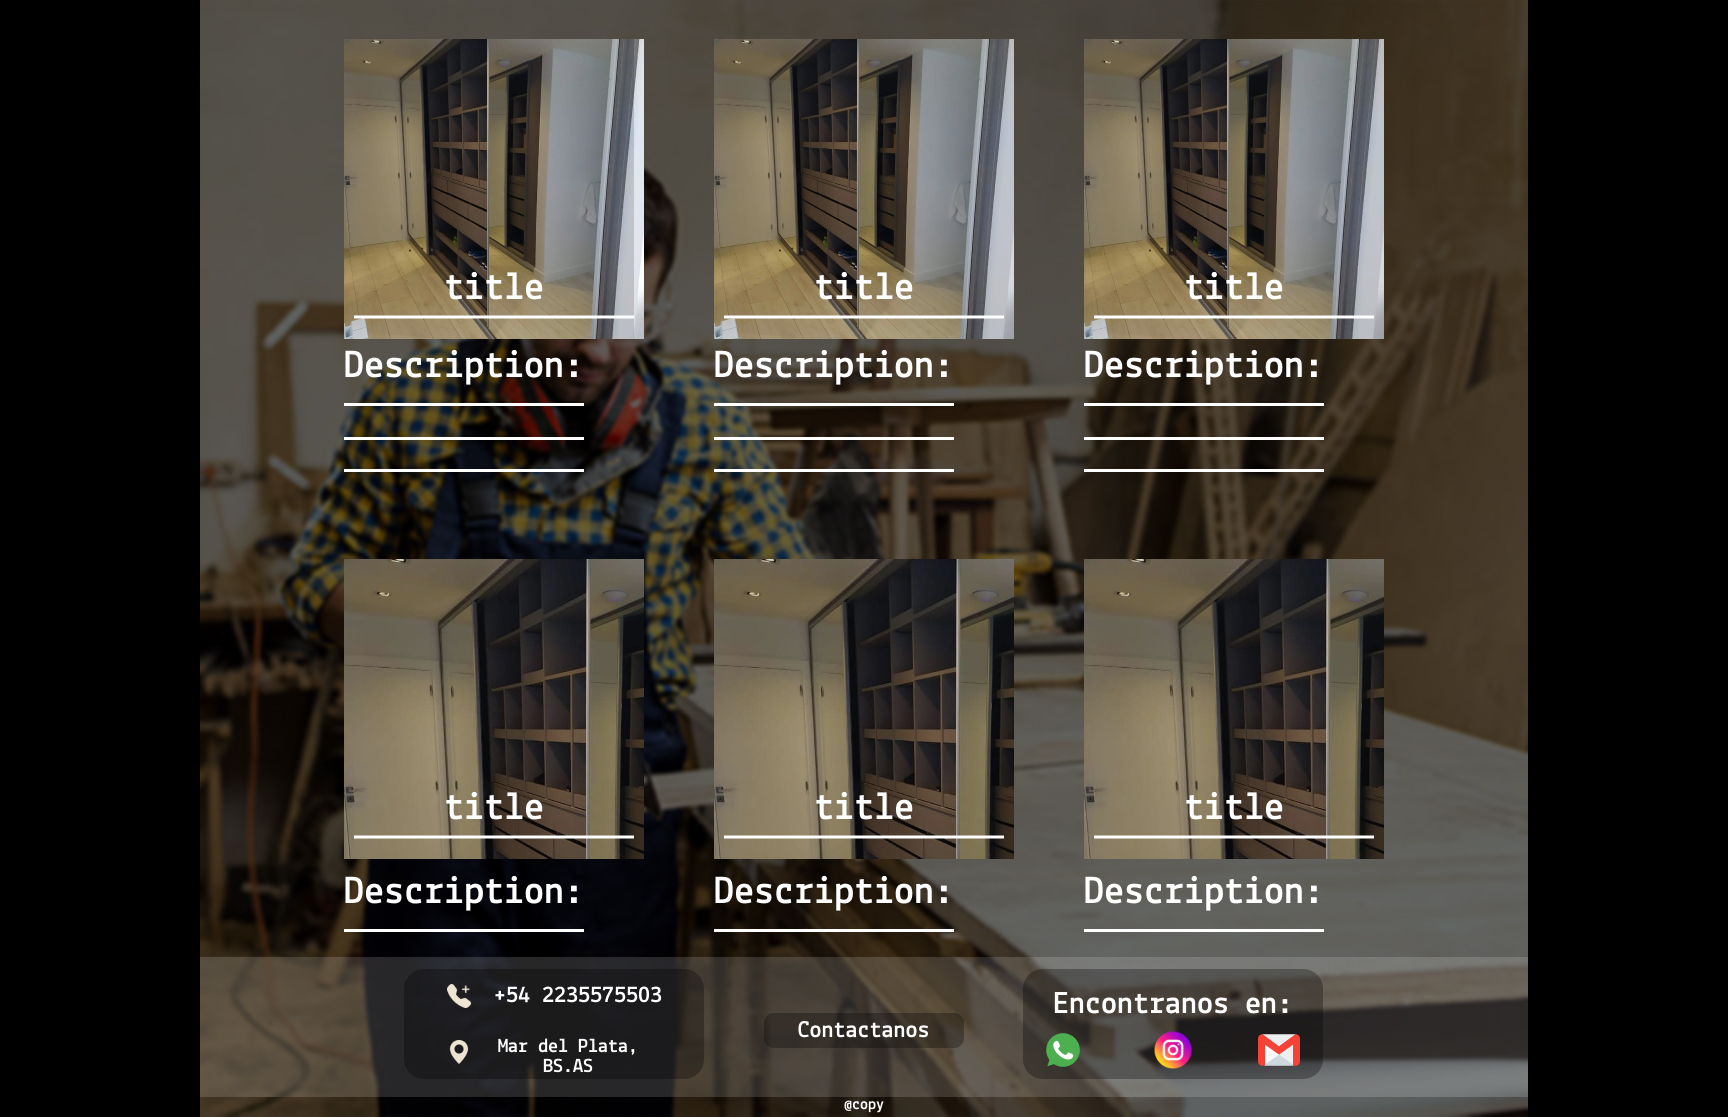 title
title
title
Description:
Description:
Description:
title
title
title
Description:
Description:
Description:
+54 2235575503
Mar del Plata,
BS.AS
Contactanos
Encontranos en:
@copy